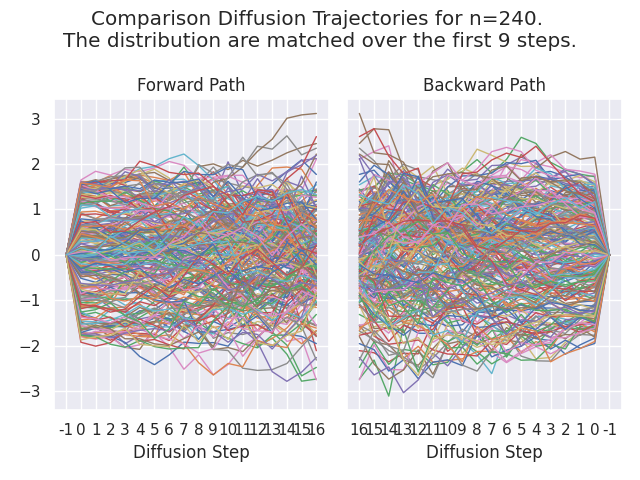 Comparison Diffusion Trajectories for n=240.
The distribution are matched over the first 9 steps.
Forward Path
Backward Path
3
2
1
0
−1
−2
−3
-1 0 1 2 3 4 5 6 7 8 9 10 11 12 13 14 15 16
16 15 14 13 12 11 10 9 8 7 6 5 4 3 2 1 0 -1
Diffusion Step
Diffusion Step